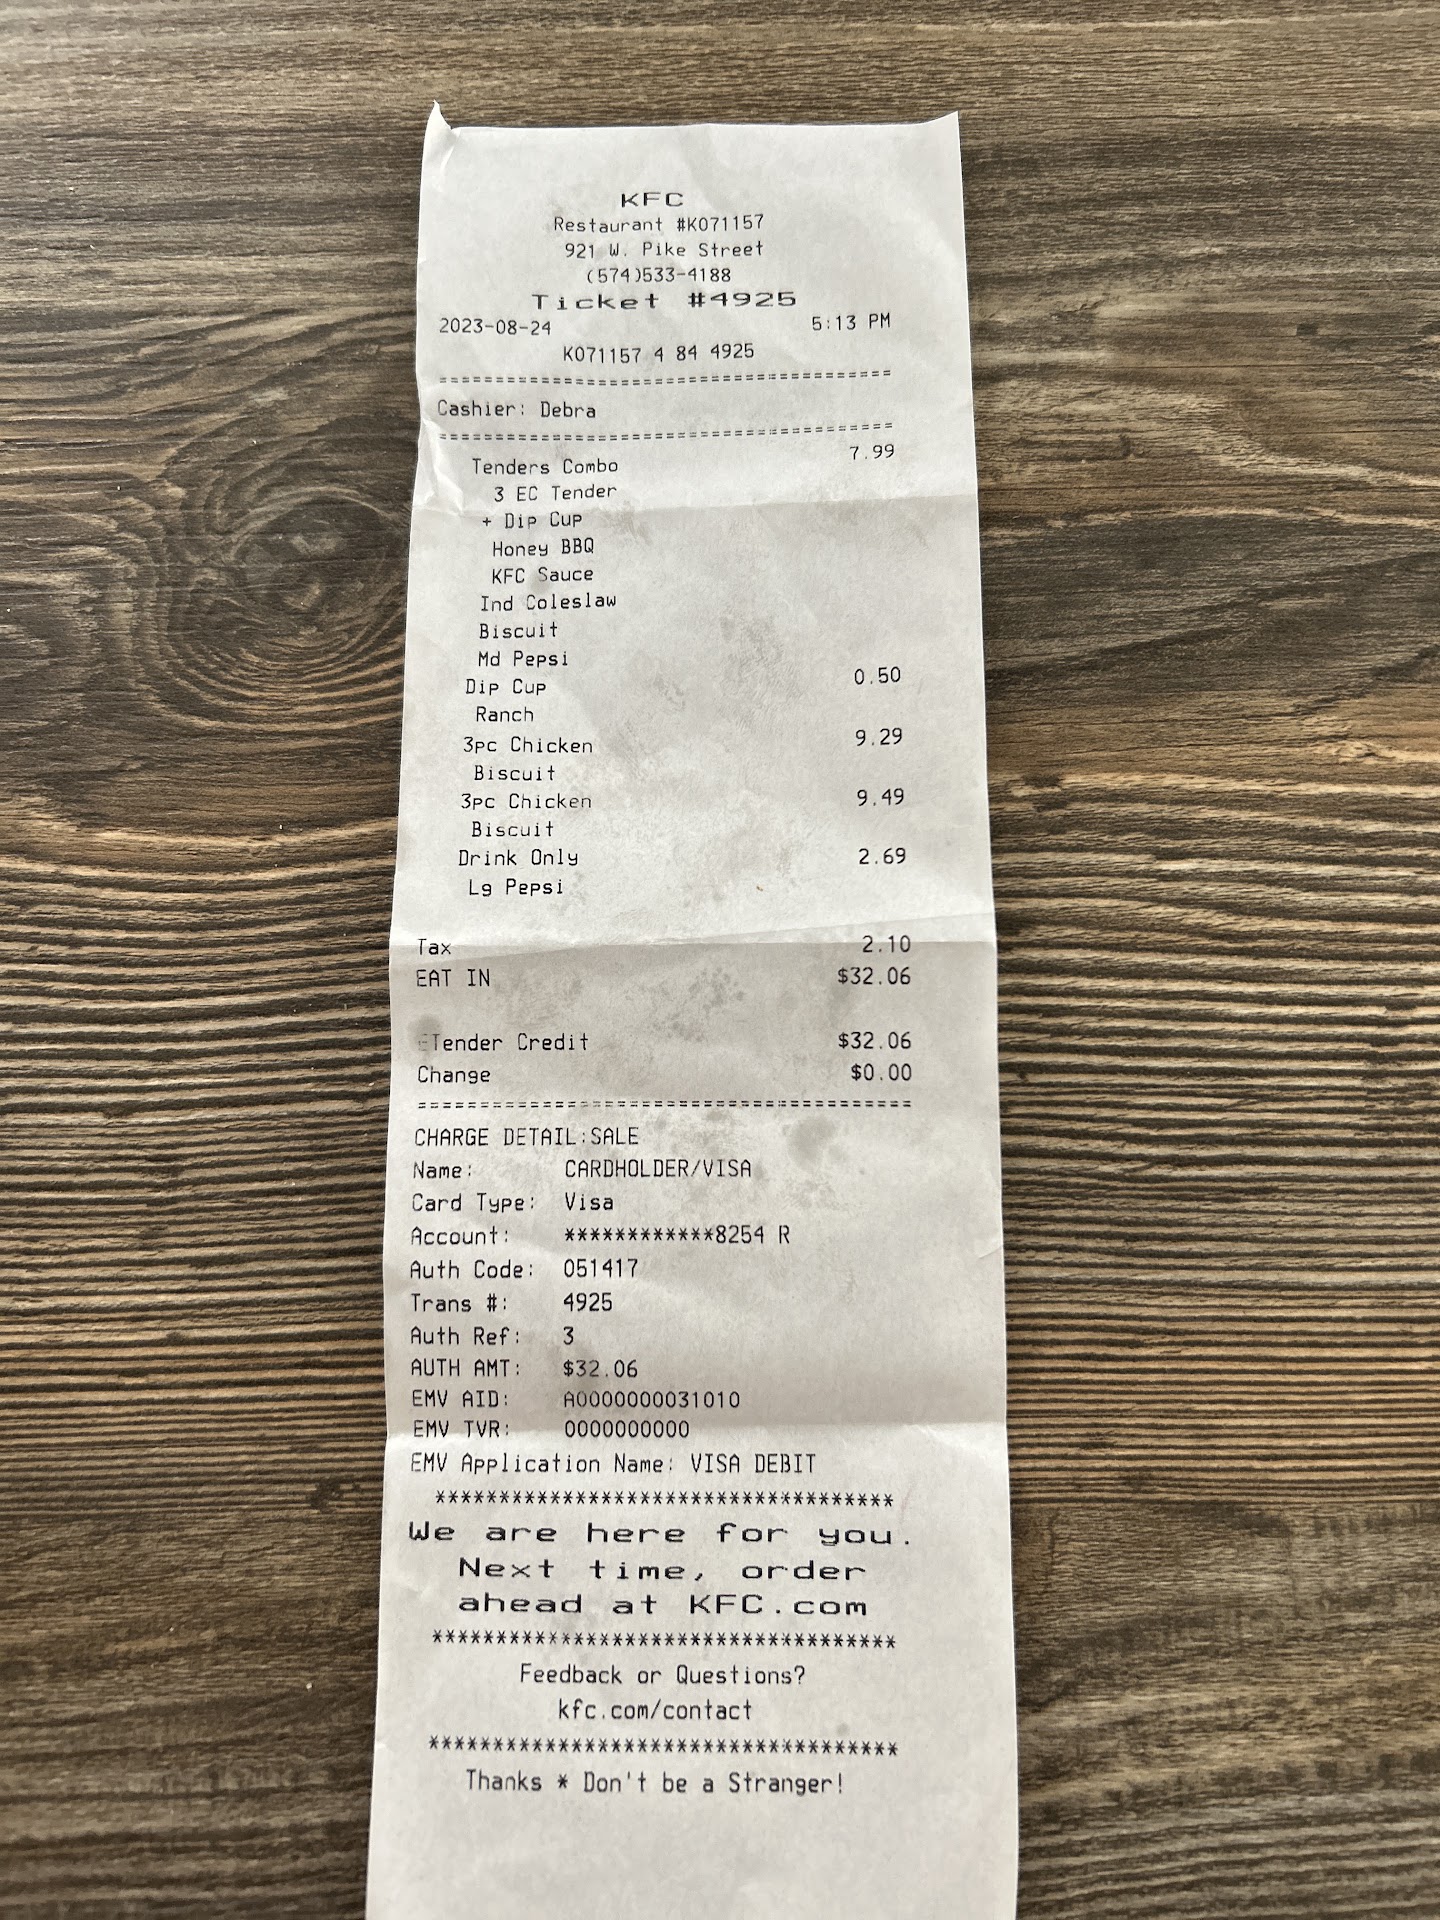 KFC
Restaurant #K071157
921 W. Pike Street
(574)533-4188
Ticket #4925
2023-08-24 5:13 PM
K071157 4 84 4925
====================================
Cashier: Debra
====================================
Tenders Combo 7.99
3 EC Tender
+ Dip Cup
Honey BBQ
KFC Sauce
Ind Coleslaw
Biscuit
Md Pepsi
Dip Cup 0.50
Ranch
3pc Chicken 9.29
Biscuit
3pc Chicken 9.49
Biscuit
Drink Only 2.69
Lg Pepsi
Tax 2.10
EAT IN $32.06
ETender Credit $32.06
Change $0.00
========================================
CHARGE DETAIL:SALE
Name: CARDHOLDER/VISA
Card Type: Visa
Account: ************8254 R
Auth Code: 051417
Trans #: 4925
Auth Ref: 3
AUTH AMT: $32.06
EMV AID: A0000000031010
EMV TVR: 0000000000
EMV Application Name: VISA DEBIT
************************************
We are here for you.
Next time, order
ahead at KFC.com
************************************
Feedback or Questions?
kfc.com/contact
************************************
Thanks * Don't be a Stranger!